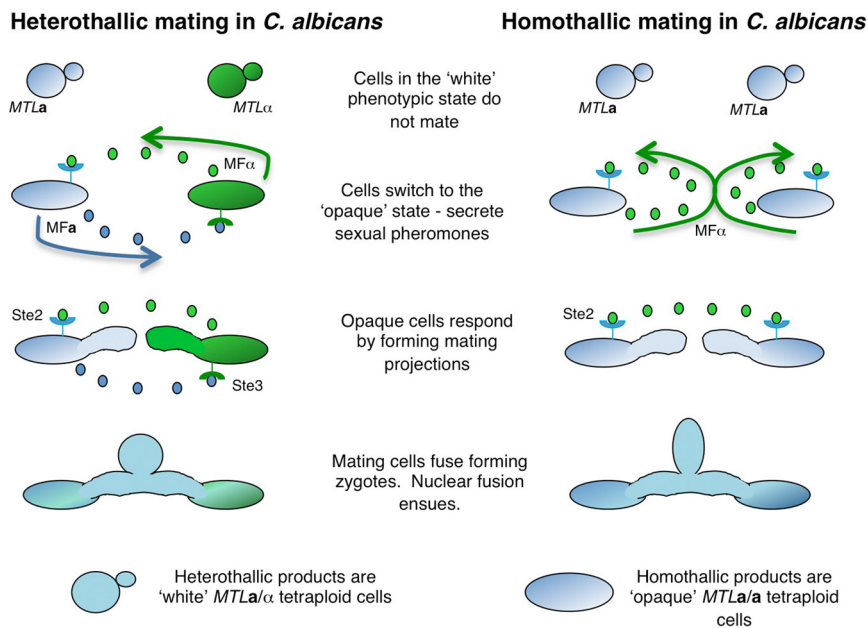 Heterothallic mating in C. albicans
Homothallic mating in C. albicans
MTLa
MTLα
Cells in the ‘white’
phenotypic state do
not mate
MTLa
MTLa
MFα
MFa
Cells switch to the
‘opaque’ state - secrete
sexual pheromones
MFα
Ste2
Ste3
Opaque cells respond
by forming mating
projections
Ste2
Mating cells fuse forming
zygotes. Nuclear fusion
ensues.
Heterothallic products are
‘white’ MTLa/α tetraploid cells
Homothallic products are
‘opaque’ MTLa/a tetraploid
cells